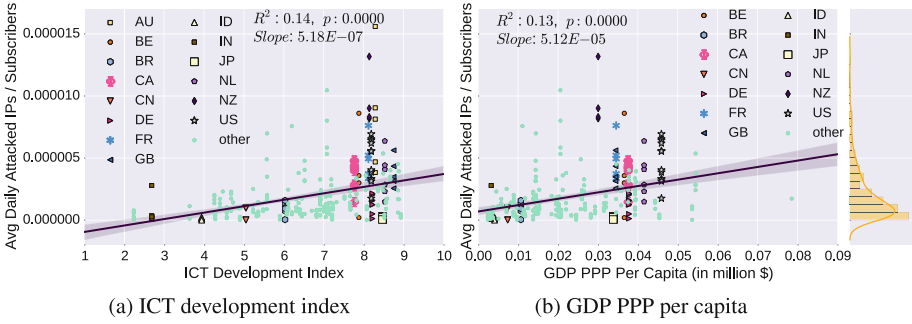 Avg Daily Attacked IPs / Subscribers
0.000015
0.000010
0.000005
0.000000
R² : 0.14, p : 0.0000
Slope : 5.18E−07
AU
BE
BR
CA
CN
DE
FR
GB
ID
IN
JP
NL
NZ
US
other
1 2 3 4 5 6 7 8 9 10
ICT Development Index
(a) ICT development index
Avg Daily Attacked IPs / Subscribers
R² : 0.13, p : 0.0000
Slope : 5.12E−05
BE
BR
CA
CN
DE
FR
GB
ID
IN
JP
NL
NZ
US
other
0.00 0.01 0.02 0.03 0.04 0.05 0.06 0.07 0.08 0.09
GDP PPP Per Capita (in million $)
(b) GDP PPP per capita